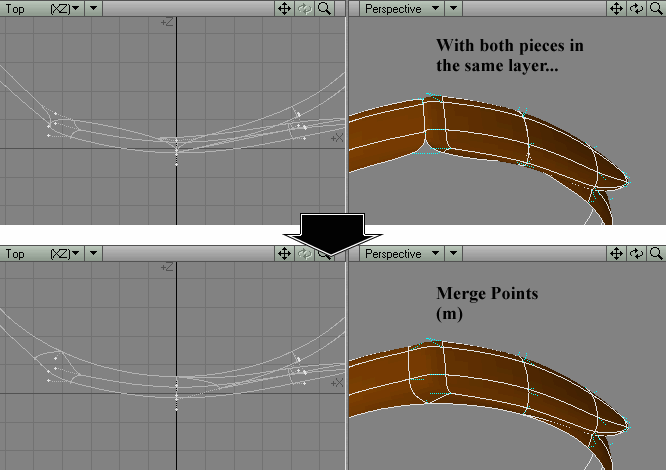 Top (XZ)
Perspective
+Z
With both pieces in
the same layer...
+X
Top (XZ)
Perspective
+Z
Merge Points
(m)
+X